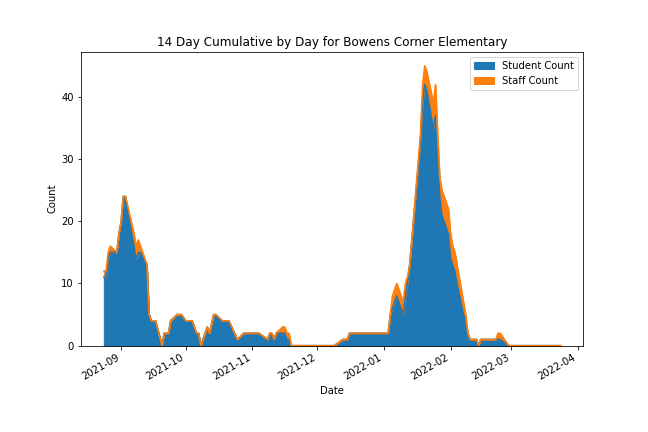 14 Day Cumulative by Day for Bowens Corner Elementary
Student Count
Staff Count
Count
40
30
20
10
0
2021-09
2021-10
2021-11
2021-12
2022-01
2022-02
2022-03
2022-04
Date